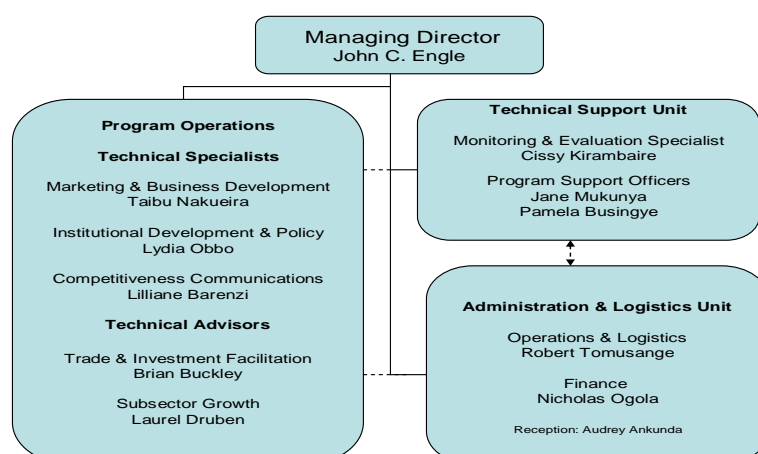 Managing Director
John C. Engle
Program Operations
Technical Specialists
Marketing & Business Development
Taibu Nakueira
Institutional Development & Policy
Lydia Obbo
Competitiveness Communications
Lilliane Barenzi
Technical Advisors
Trade & Investment Facilitation
Brian Buckley
Subsector Growth
Laurel Druben
Technical Support Unit
Monitoring & Evaluation Specialist
Cissy Kirambaire
Program Support Officers
Jane Mukunya
Pamela Busingye
Administration & Logistics Unit
Operations & Logistics
Robert Tomusange
Finance
Nicholas Ogola
Reception: Audrey Ankunda